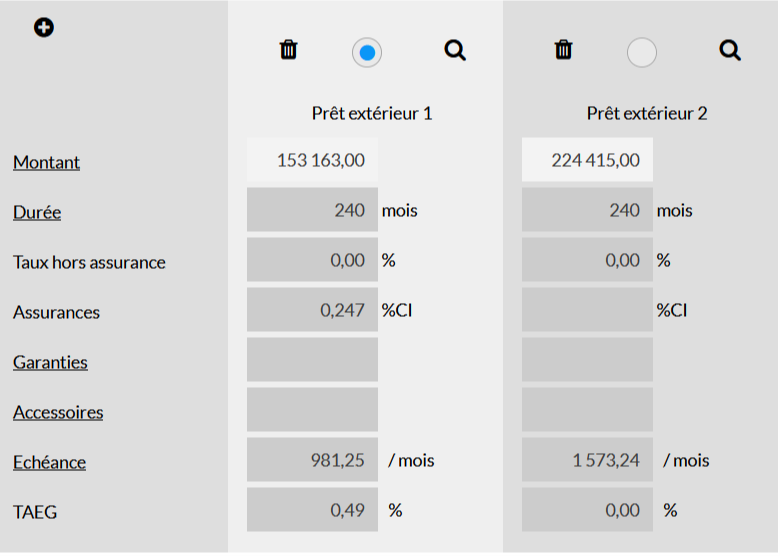 Prêt extérieur 1 Prêt extérieur 2
Montant 153 163,00 224 415,00
Durée 240 mois 240 mois
Taux hors assurance 0,00 % 0,00 %
Assurances 0,247 %CI %CI
Garanties
Accessoires
Echéance 981,25 / mois 1 573,24 / mois
TAEG 0,49 % 0,00 %